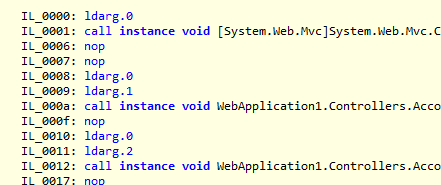 IL_0000: ldarg.0
IL_0001: call instance void [System.Web.Mvc]System.Web.Mvc.C
IL_0006: nop
IL_0007: nop
IL_0008: ldarg.0
IL_0009: ldarg.1
IL_000a: call instance void WebApplication1.Controllers.Acco
IL_000f: nop
IL_0010: ldarg.0
IL_0011: ldarg.2
IL_0012: call instance void WebApplication1.Controllers.Acco
IL_0017: nop